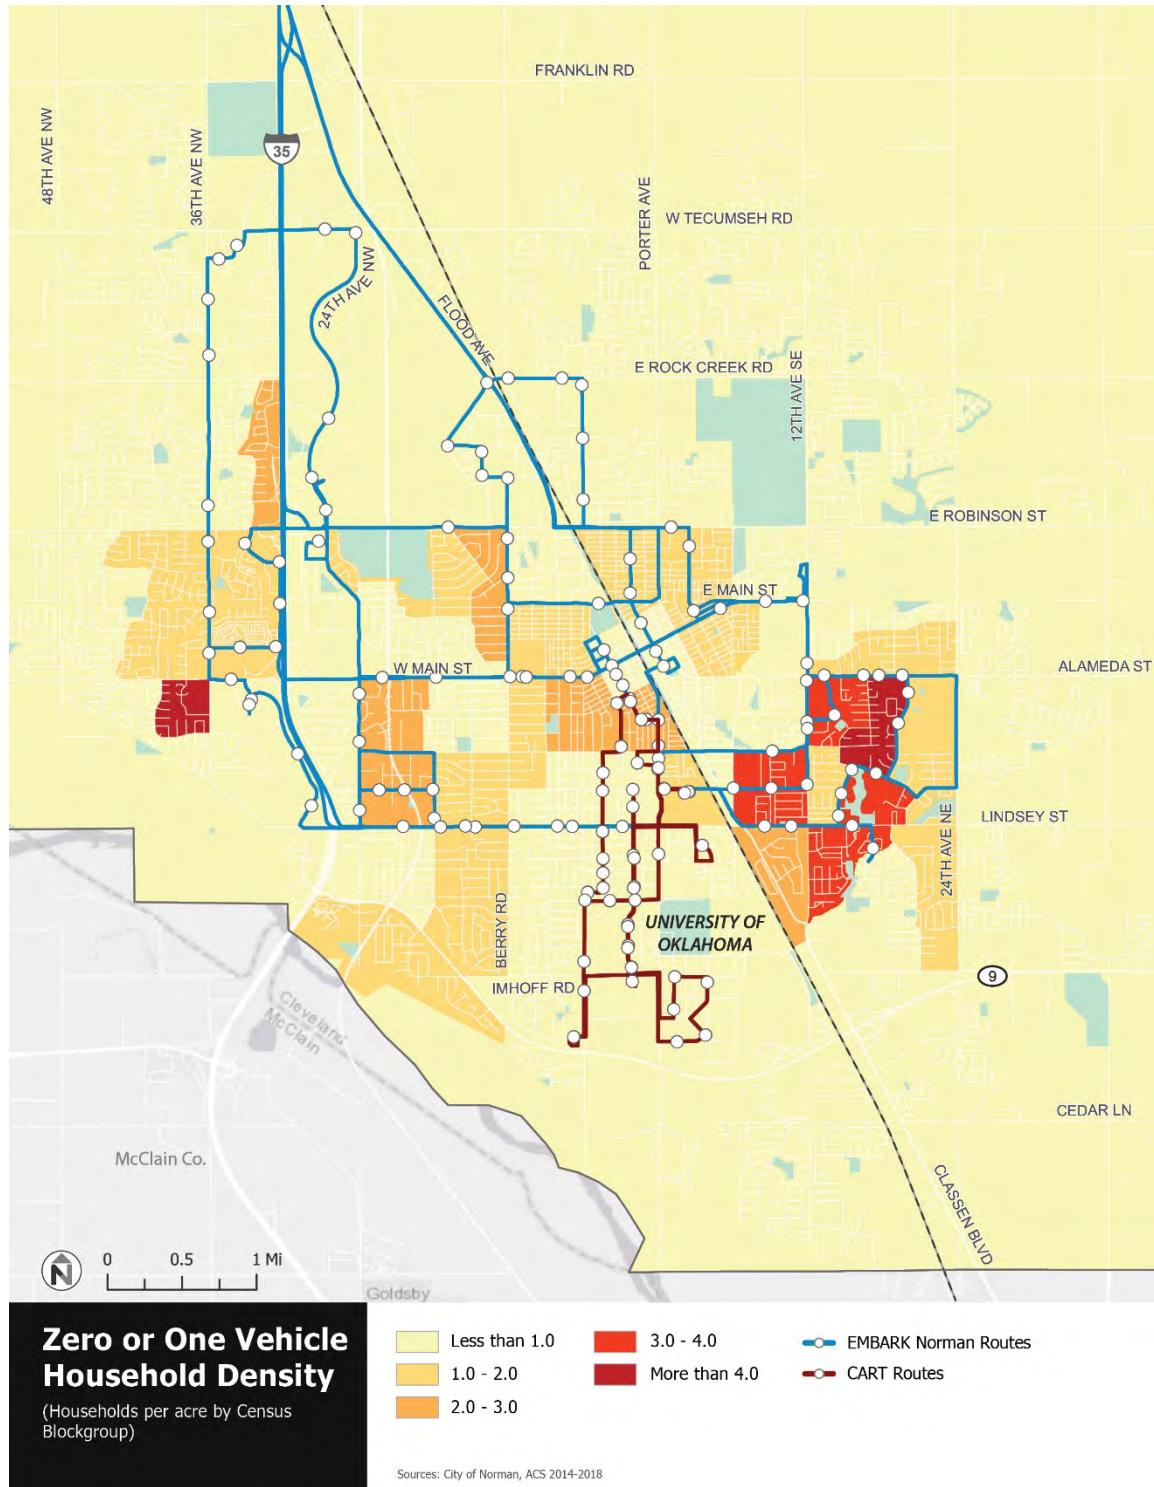 FRANKLIN RD
48TH AVE NW
36TH AVE NW
35
PORTER AVE
W TECUMSEH RD
24TH AVE NW
FLOOD AVE
E ROCK CREEK RD
12TH AVE SE
E ROBINSON ST
E MAIN ST
W MAIN ST
ALAMEDA ST
LINDSEY ST
24TH AVE NE
BERRY RD
UNIVERSITY OF
OKLAHOMA
IMHOFF RD
9
Cleveland
McClain
CEDAR LN
McClain Co.
CLASSEN BLVD
N
0 0.5 1 Mi
Goldsby
Zero or One Vehicle
Household Density
(Households per acre by Census
Blockgroup)
Less than 1.0
1.0 - 2.0
2.0 - 3.0
3.0 - 4.0
More than 4.0
EMBARK Norman Routes
CART Routes
Sources: City of Norman, ACS 2014-2018